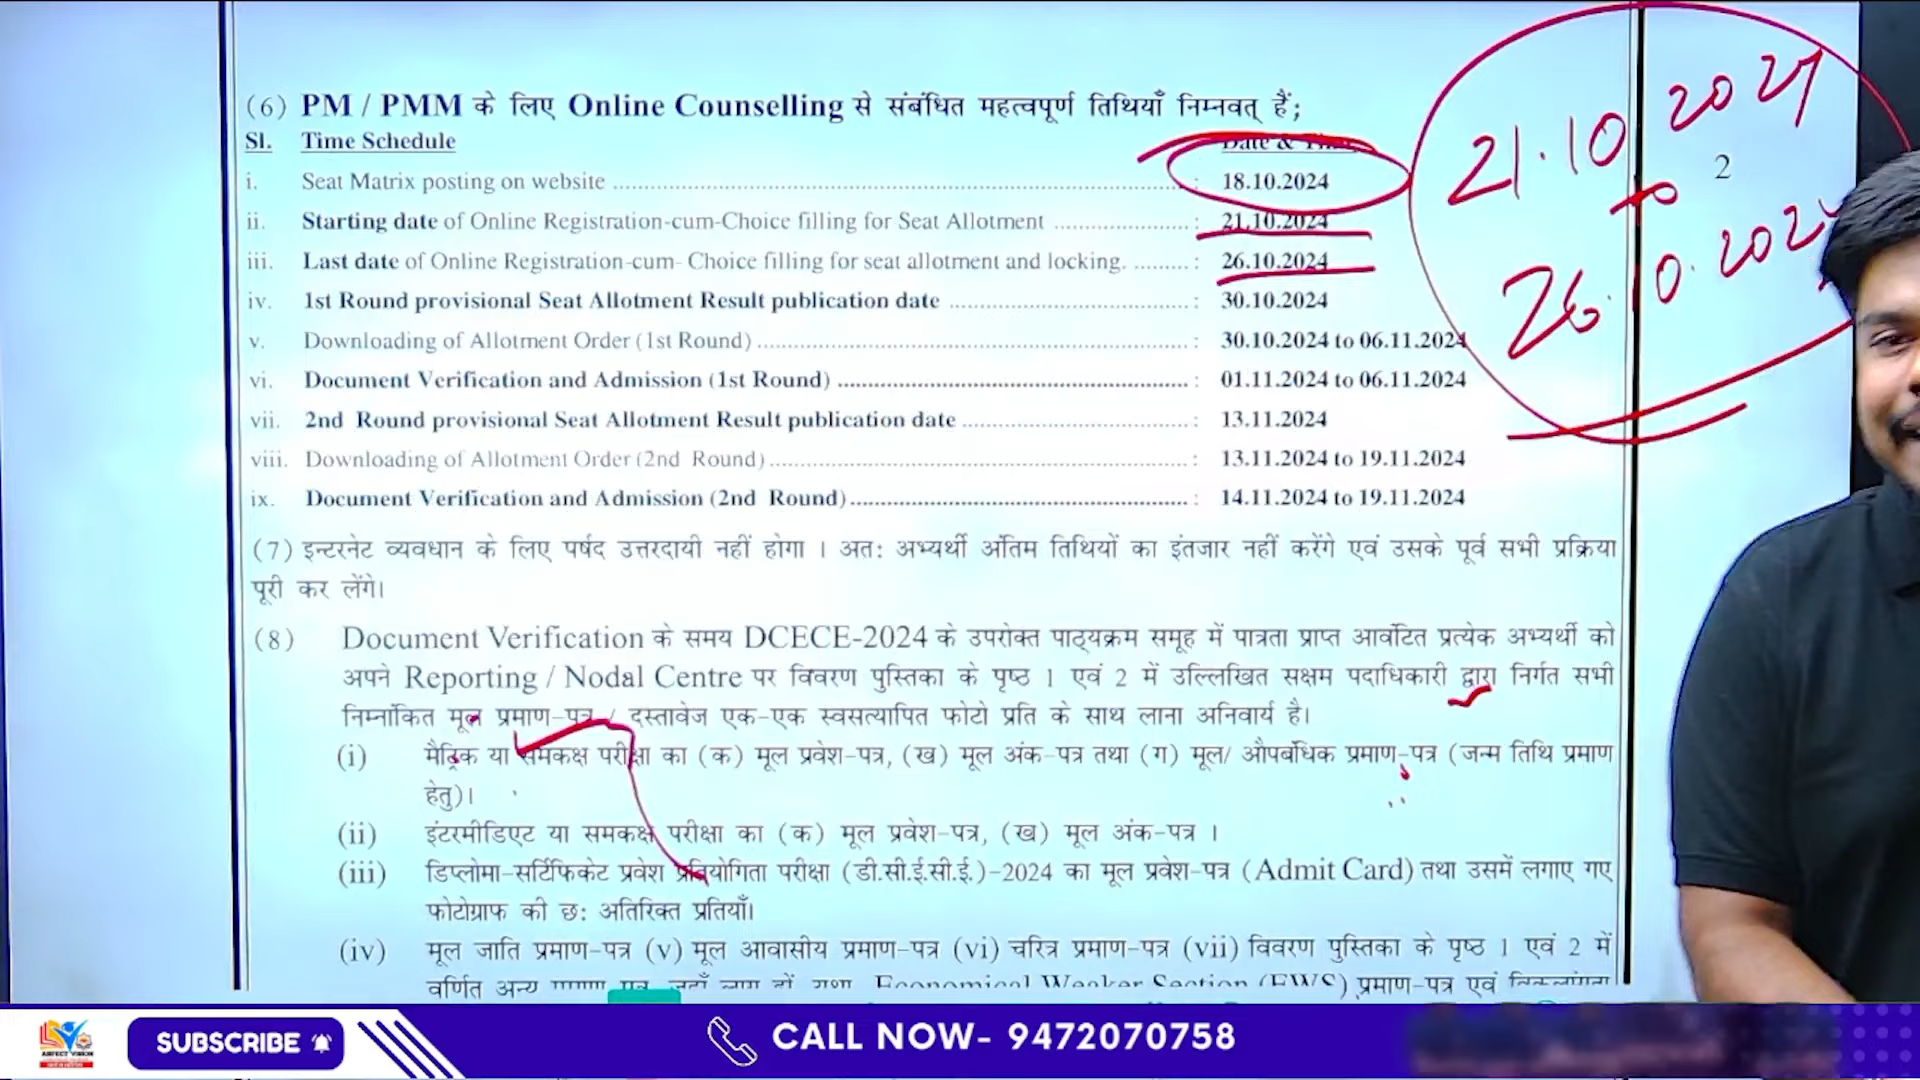 (6) PM / PMM के लिए Online Counselling से संबंधित महत्वपूर्ण तिथियाँ निम्नवत् हैं;
Sl. Time Schedule Date &
i. Seat Matrix posting on website : 18.10.2024
ii. Starting date of Online Registration-cum-Choice filling for Seat Allotment : 21.10.2024
iii. Last date of Online Registration-cum- Choice filling for seat allotment and locking. : 26.10.2024
iv. 1st Round provisional Seat Allotment Result publication date : 30.10.2024
v. Downloading of Allotment Order (1st Round) : 30.10.2024 to 06.11.2024
vi. Document Verification and Admission (1st Round) : 01.11.2024 to 06.11.2024
vii. 2nd Round provisional Seat Allotment Result publication date : 13.11.2024
viii. Downloading of Allotment Order (2nd Round) : 13.11.2024 to 19.11.2024
ix. Document Verification and Admission (2nd Round) : 14.11.2024 to 19.11.2024
21.10 2024
to
26.10.202
2
(7) इन्टरनेट व्यवधान के लिए पर्षद उत्तरदायी नहीं होगा । अतः अभ्यर्थी अंतिम तिथियों का इंतजार नहीं करेंगे एवं उसके पूर्व सभी प्रक्रिया
पूरी कर लेंगे।
(8) Document Verification के समय DCECE-2024 के उपरोक्त पाठ्यक्रम समूह में पात्रता प्राप्त आवंटित प्रत्येक अभ्यर्थी को
अपने Reporting / Nodal Centre पर विवरण पुस्तिका के पृष्ठ 1 एवं 2 में उल्लिखित सक्षम पदाधिकारी द्वारा निर्गत सभी
निम्नांकित मूल प्रमाण-पत्र / दस्तावेज एक-एक स्वसत्यापित फोटो प्रति के साथ लाना अनिवार्य है।
(i) मैट्रिक या समकक्ष परीक्षा का (क) मूल प्रवेश-पत्र, (ख) मूल अंक-पत्र तथा (ग) मूल/ औपबंधिक प्रमाण-पत्र (जन्म तिथि प्रमाण
हेतु)।
(ii) इंटरमीडिएट या समकक्ष परीक्षा का (क) मूल प्रवेश-पत्र, (ख) मूल अंक-पत्र ।
(iii) डिप्लोमा-सर्टिफिकेट प्रवेश प्रतियोगिता परीक्षा (डी.सी.ई.सी.ई.)-2024 का मूल प्रवेश-पत्र (Admit Card) तथा उसमें लगाए गए
फोटोग्राफ की छः अतिरिक्त प्रतियाँ।
(iv) मूल जाति प्रमाण-पत्र (v) मूल आवासीय प्रमाण-पत्र (vi) चरित्र प्रमाण-पत्र (vii) विवरण पुस्तिका के पृष्ठ 1 एवं 2 में
वर्णित अन्य Economical Weaker Section (EWS) प्रमाण-पत्र एवं
SUBSCRIBE
CALL NOW- 9472070758